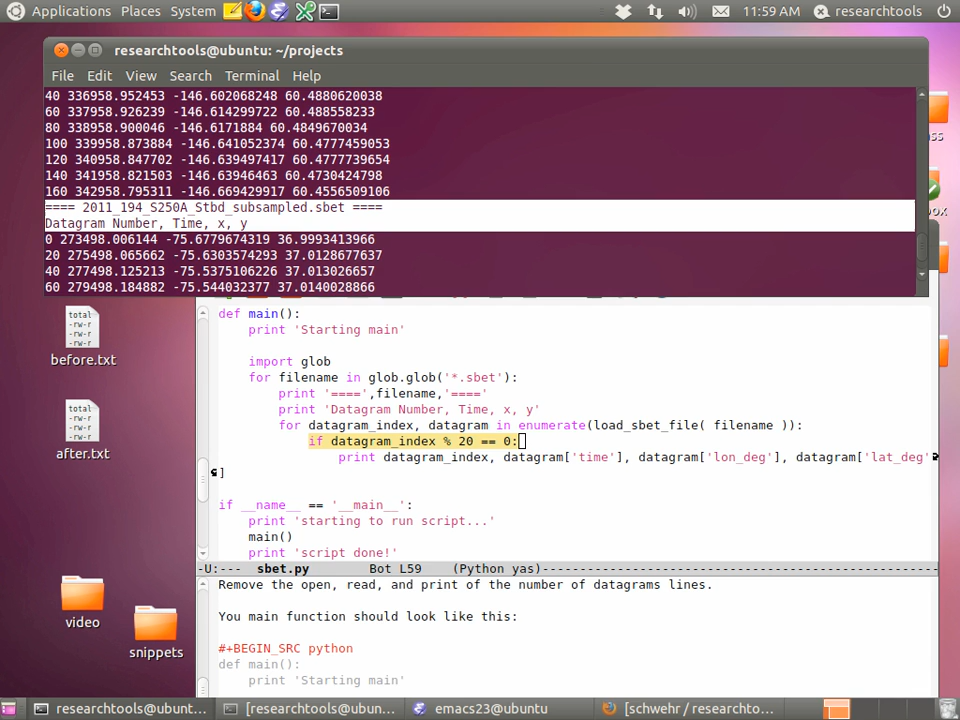 Applications Places System 11:59 AM researchtools
researchtools@ubuntu: ~/projects
File Edit View Search Terminal Help
40 336958.952453 -146.602068248 60.4880620038
60 337958.926239 -146.614299722 60.488558233
80 338958.900046 -146.6171884 60.4849670034
100 339958.873884 -146.641052374 60.4777459053
120 340958.847702 -146.639497417 60.4777739654
140 341958.821503 -146.63946463 60.4730424798
160 342958.795311 -146.669429917 60.4556509106
==== 2011_194_S250A_Stbd_subsampled.sbet ====
Datagram Number, Time, x, y
0 273498.006144 -75.6779674319 36.9993413966
20 275498.065662 -75.6303574293 37.0128677637
40 277498.125213 -75.5375106226 37.013026657
60 279498.184882 -75.544032377 37.0140028866
def main():
print 'Starting main'
import glob
for filename in glob.glob('*.sbet'):
print '====',filename,'===='
print 'Datagram Number, Time, x, y'
for datagram_index, datagram in enumerate(load_sbet_file( filename )):
if datagram_index % 20 == 0:
print datagram_index, datagram['time'], datagram['lon_deg'], datagram['lat_deg'
]
if __name__ == '__main__':
print 'starting to run script...'
main()
print 'script done!'
-U:--- sbet.py Bot L59 (Python yas)-----------------------------------------------------
Remove the open, read, and print of the number of datagrams lines.
You main function should look like this:
#+BEGIN_SRC python
def main():
print 'Starting main'
total
-rw-r
-rw-r
before.txt
total
-rw-r
-rw-r
after.txt
video
snippets
ass
box
researchtools@ubunt... [researchtools@ubun... emacs23@ubuntu [schwehr / researchto...